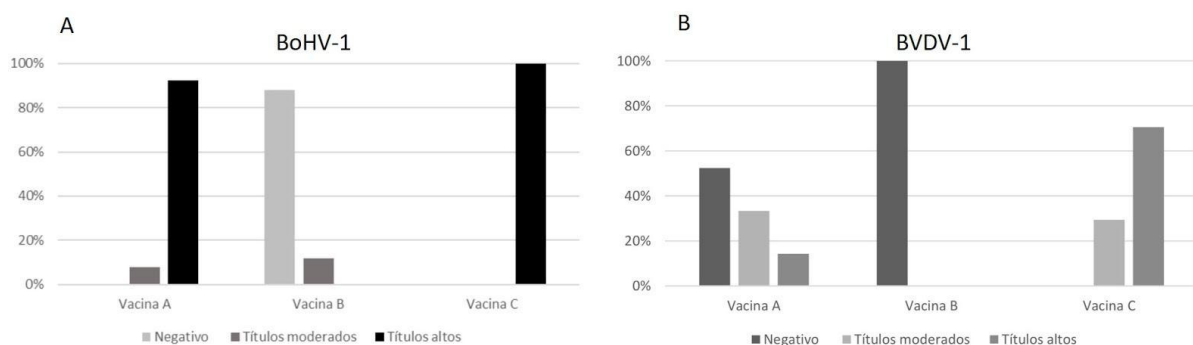 A
BoHV-1
100%
80%
60%
40%
20%
0%
Vacina A
Vacina B
Vacina C
Negativo
Títulos moderados
Títulos altos
B
BVDV-1
100%
80%
60%
40%
20%
0%
Vacina A
Vacina B
Vacina C
Negativo
Títulos moderados
Títulos altos